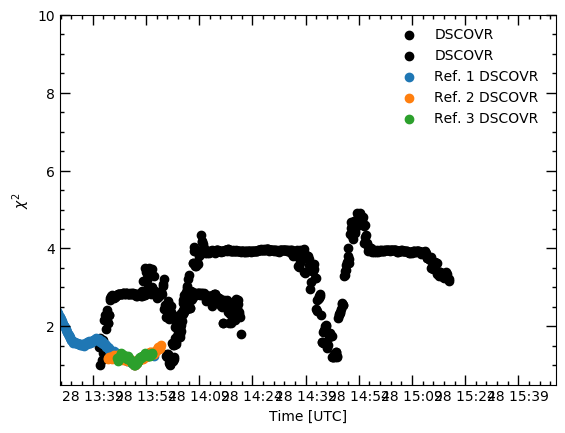 10
8
6
4
2
χ²
DSCOVR
DSCOVR
Ref. 1 DSCOVR
Ref. 2 DSCOVR
Ref. 3 DSCOVR
28 13:39 28 13:54 28 14:09 28 14:24 28 14:39 28 14:54 28 15:09 28 15:24 28 15:39
Time [UTC]